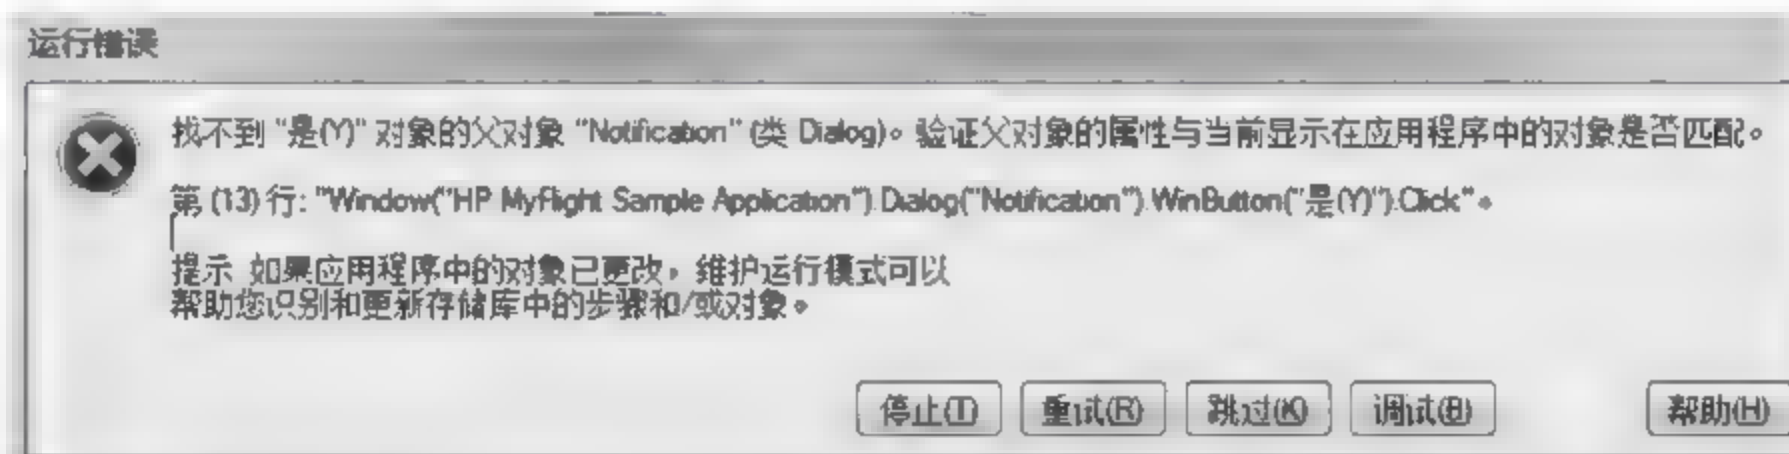 运行错误
找不到 "是(Y)" 对象的父对象 "Notification" (类 Dialog)。验证父对象的属性与当前显示在应用程序中的对象是否匹配。
第 (13) 行: "Window("HP MyFlight Sample Application").Dialog("Notification").WinButton("是(Y)").Click"。
提示 如果应用程序中的对象已更改，维护运行模式可以
帮助您识别和更新存储库中的步骤和/或对象。
停止(T) 重试(R) 跳过(K) 调试(B) 帮助(H)